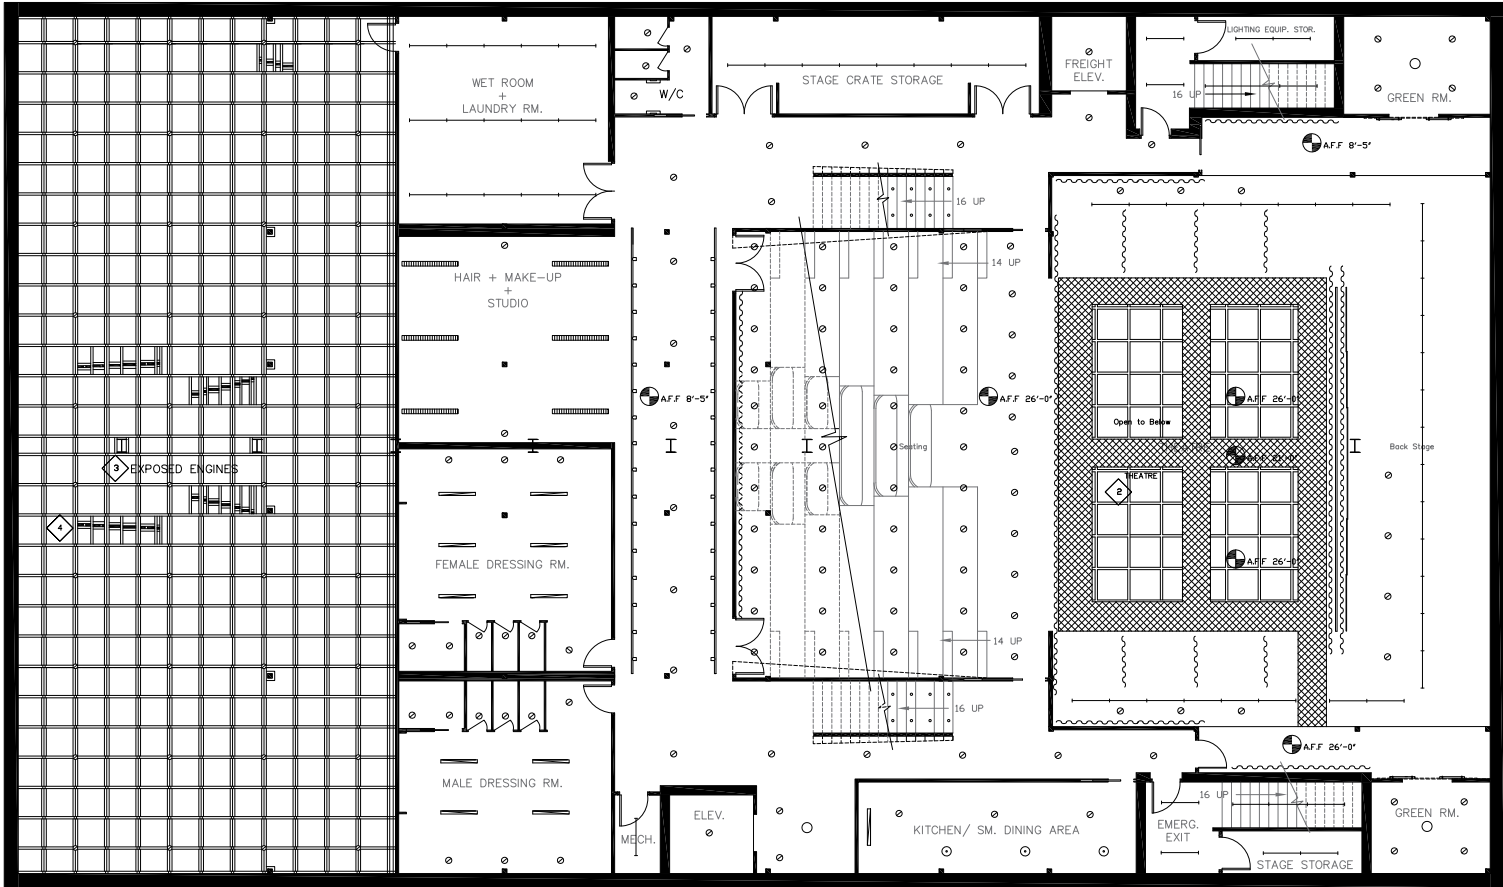 LIGHTING EQUIP. STOR.
WET ROOM
+
LAUNDRY RM.
W/C
STAGE CRATE STORAGE
FREIGHT
ELEV.
16 UP
GREEN RM.
A.F.F 8'-5"
16 UP
14 UP
HAIR + MAKE-UP
+
STUDIO
A.F.F 8'-5"
A.F.F 26'-0"
A.F.F 26'-0"
Open to Below
Seating
Back Stage
3
EXPOSED ENGINES
THEATRE
2
4
FEMALE DRESSING RM.
A.F.F 26'-0"
14 UP
16 UP
A.F.F 26'-0"
MALE DRESSING RM.
16 UP
ELEV.
MECH.
KITCHEN/ SM. DINING AREA
EMERG.
EXIT
GREEN RM.
STAGE STORAGE